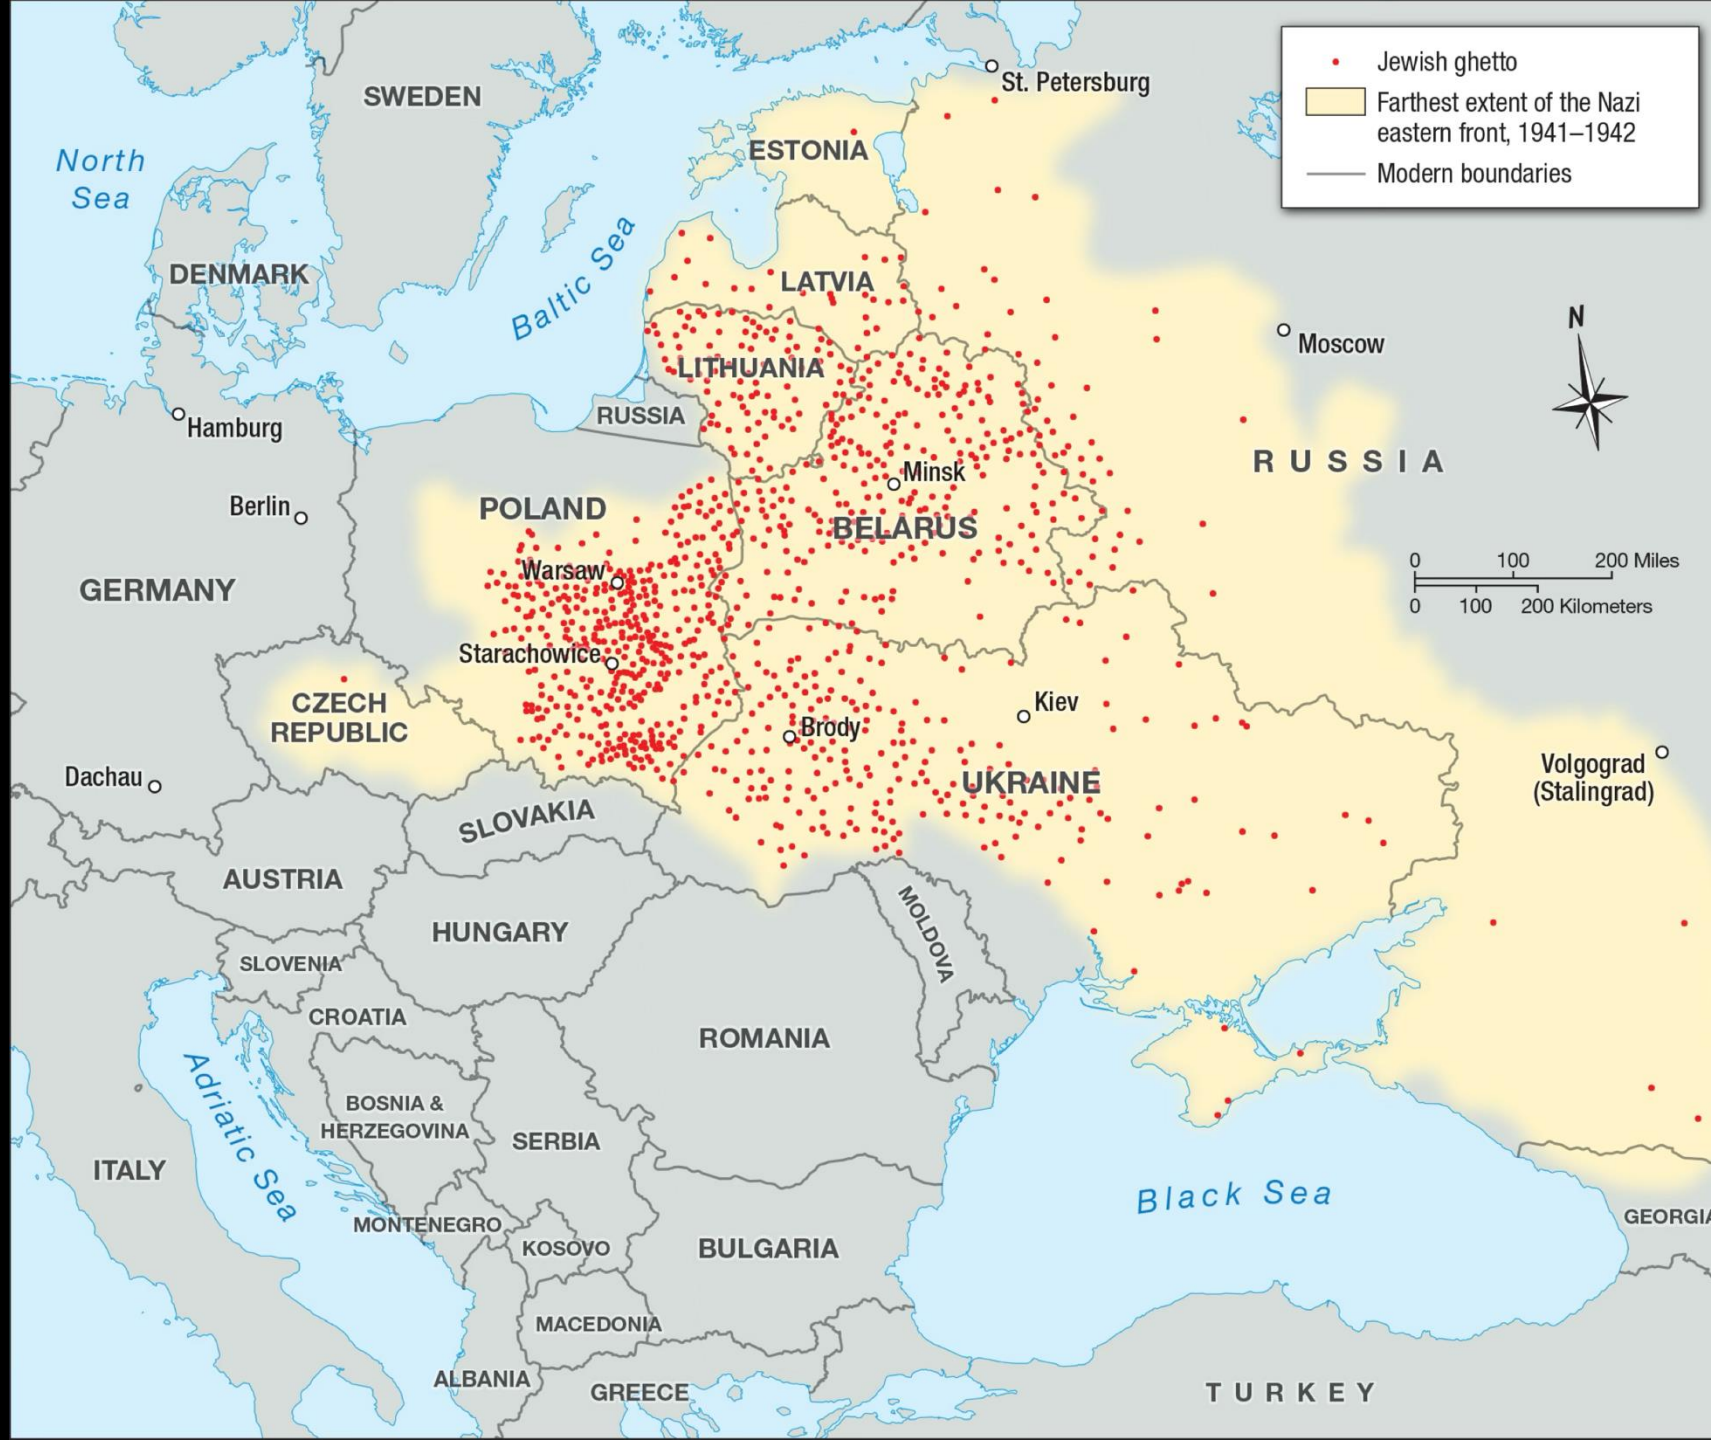 Jewish ghetto
Farthest extent of the Nazi
eastern front, 1941–1942
Modern boundaries
St. Petersburg
SWEDEN
ESTONIA
North
Sea
Baltic Sea
DENMARK
LATVIA
N
Moscow
LITHUANIA
RUSSIA
Hamburg
RUSSIA
Minsk
Berlin
POLAND
BELARUS
0 100 200 Miles
0 100 200 Kilometers
Warsaw
GERMANY
Starachowice
CZECH
REPUBLIC
Kiev
Brody
Volgograd
(Stalingrad)
Dachau
UKRAINE
SLOVAKIA
AUSTRIA
HUNGARY
MOLDOVA
SLOVENIA
CROATIA
ROMANIA
Adriatic Sea
BOSNIA &
HERZEGOVINA
SERBIA
ITALY
Black Sea
MONTENEGRO
KOSOVO
BULGARIA
GEORGIA
MACEDONIA
ALBANIA
GREECE
TURKEY